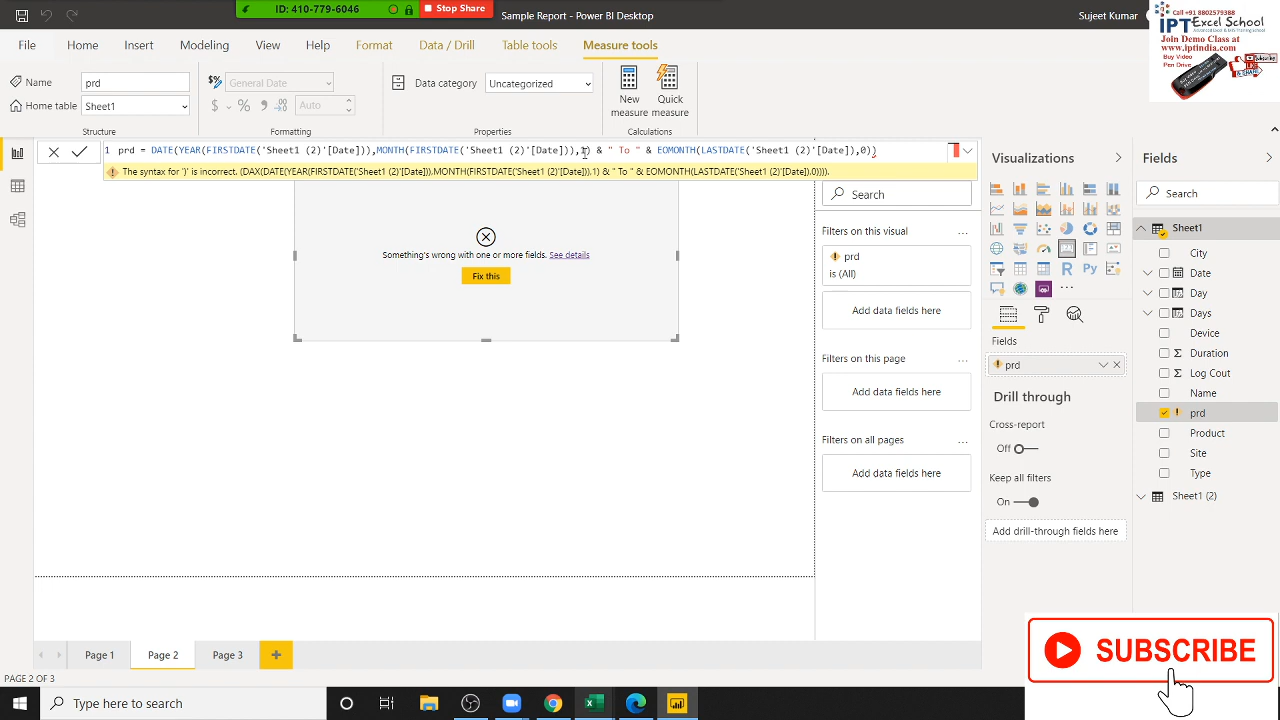 ID: 410-779-6046
Stop Share
Sample Report - Power BI Desktop
Sujeet Kumar
Call +91 8802579388
IPT Excel School
Join Demo Class at
www.iptindia.com
Buy Video
Pen Drive
File
Home
Insert
Modeling
View
Help
Format
Data / Drill
Table tools
Measure tools
Name
prd
Home table
Sheet1
Structure
General Date
$ % 9 Auto
Formatting
Data category
Uncategorized
Properties
New measure
Quick measure
Calculations
1 prd = DATE(YEAR(FIRSTDATE('Sheet1 (2)'[Date])),MONTH(FIRSTDATE('Sheet1 (2)'[Date])),1) & " To " & EOMONTH(LASTDATE('Sheet1 (2)'[Date]),0))
The syntax for ')' is incorrect. (DAX(DATE(YEAR(FIRSTDATE('Sheet1 (2)'[Date])),MONTH(FIRSTDATE('Sheet1 (2)'[Date])),1) & " To " & EOMONTH(LASTDATE('Sheet1 (2)'[Date]),0)))).
Something's wrong with one or more fields. See details
Fix this
Search
Filters on this visual
prd
is (All)
Add data fields here
Filters on this page
Add data fields here
Filters on all pages
Add data fields here
Visualizations
R
Py
Fields
prd
Drill through
Cross-report
Off
Keep all filters
On
Add drill-through fields here
Fields
Search
Sheet1
City
Date
Day
Days
Device
Duration
Log Cout
Name
prd
Product
Site
Type
Sheet1 (2)
SUBSCRIBE
Page 1
Page 2
Page 3
PAGE 2 OF 3
Type here to search